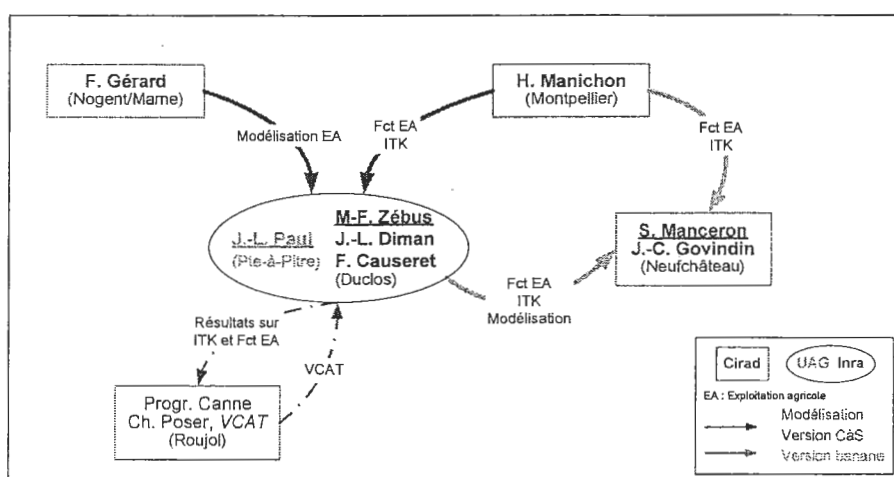 F. Gérard
(Nogent/Marne)
H. Manichon
(Montpellier)
Modélisation EA
Fct EA
ITK
Fct EA
ITK
J.-L. Paul
(Pte-à-Pitre)
M-F. Zébus
J.-L. Diman
F. Causeret
(Duclos)
S. Manceron
J.-C. Govindin
(Neufchâteau)
Fct EA
ITK
Modélisation
Résultats sur
ITK et Fct EA
VCAT
Progr. Canne
Ch. Poser, VCAT
(Roujol)
Cirad
UAG Inra
EA : Exploitation agricole
Modélisation
Version CàS
Version banane